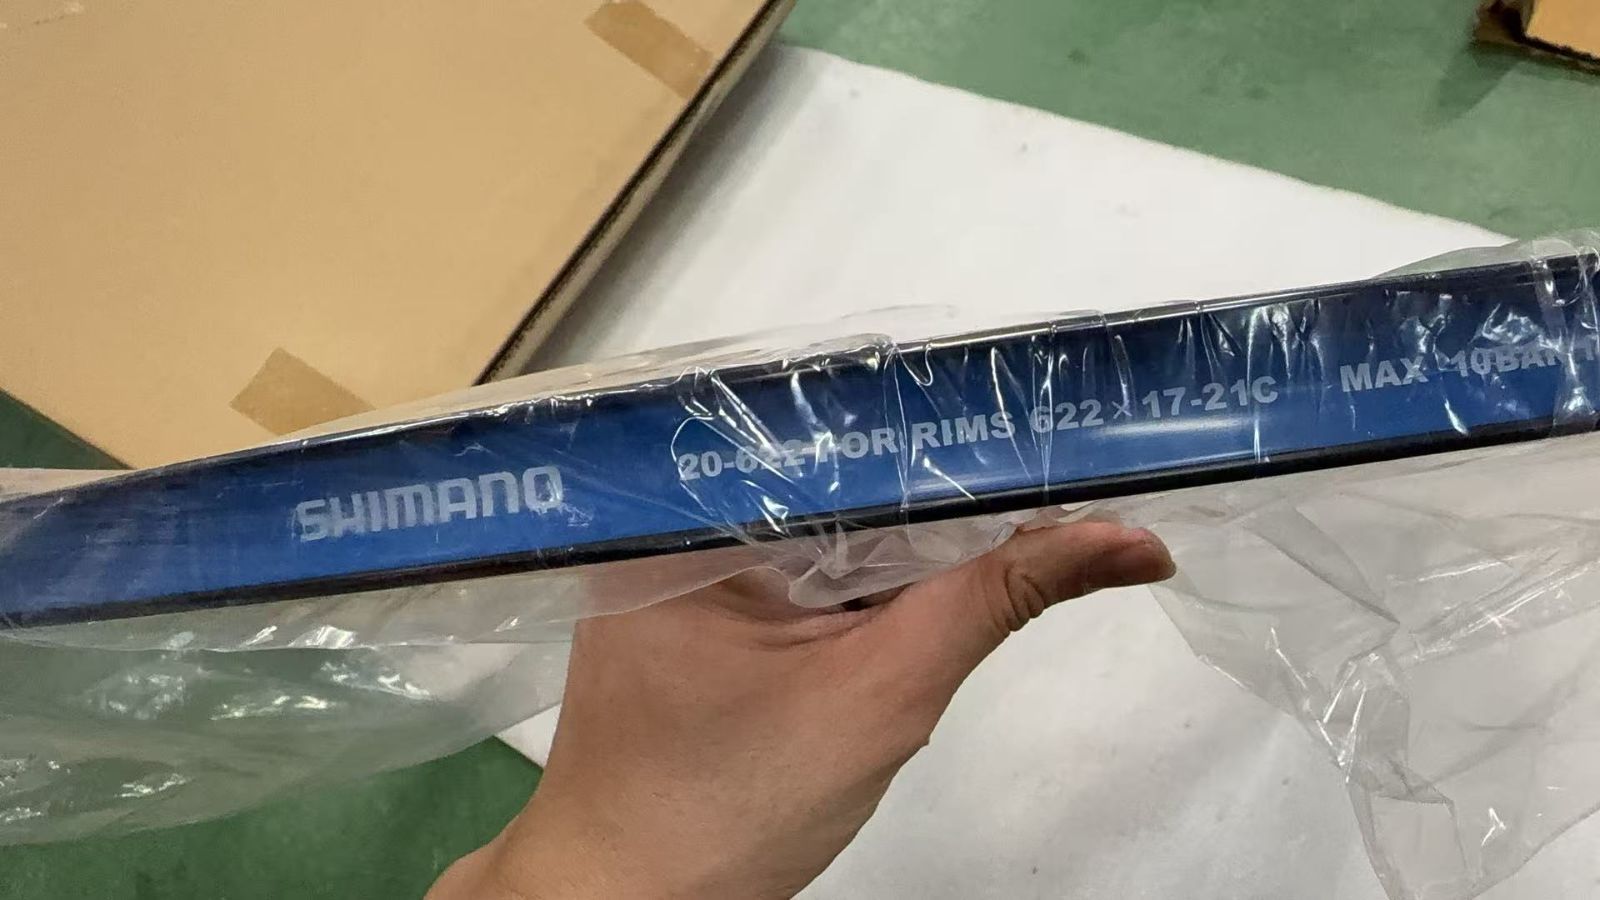 SHIMANO 20-622 FOR RIMS 622×17-21C MAX 10BAR